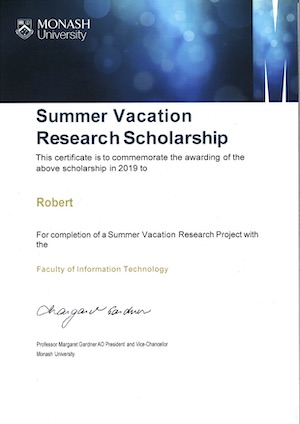 MONASH
University
Summer Vacation
Research Scholarship
This certificate is to commemorate the awarding of the
above scholarship in 2019 to
Robert
For completion of a Summer Vacation Research Project with
the
Faculty of Information Technology
Margaret Gardner
Professor Margaret Gardner AO President and Vice-Chancellor
Monash University